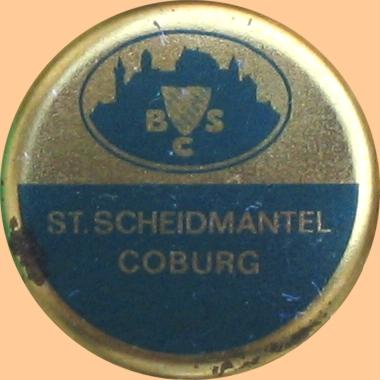 B S
C
ST. SCHEIDMANTEL
COBURG